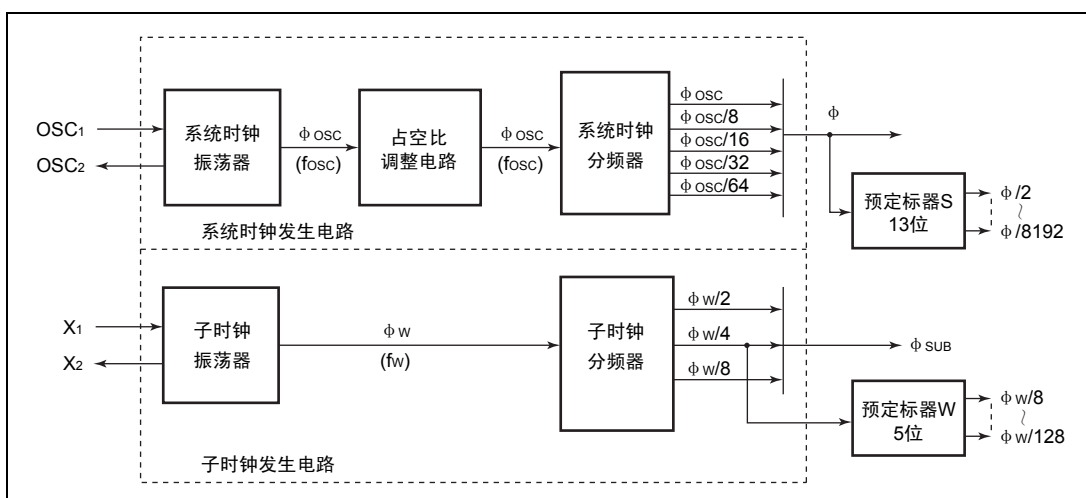 OSC1
OSC2
系统时钟
振荡器
φOSC
(fOSC)
占空比
调整电路
φOSC
(fOSC)
系统时钟
分频器
φOSC
φOSC/8
φOSC/16
φOSC/32
φOSC/64
φ
预定标器S
13位
φ/2
~
φ/8192
系统时钟发生电路
X1
X2
子时钟
振荡器
φW
(fW)
子时钟
分频器
φW/2
φW/4
φW/8
φSUB
预定标器W
5位
φW/8
~
φW/128
子时钟发生电路